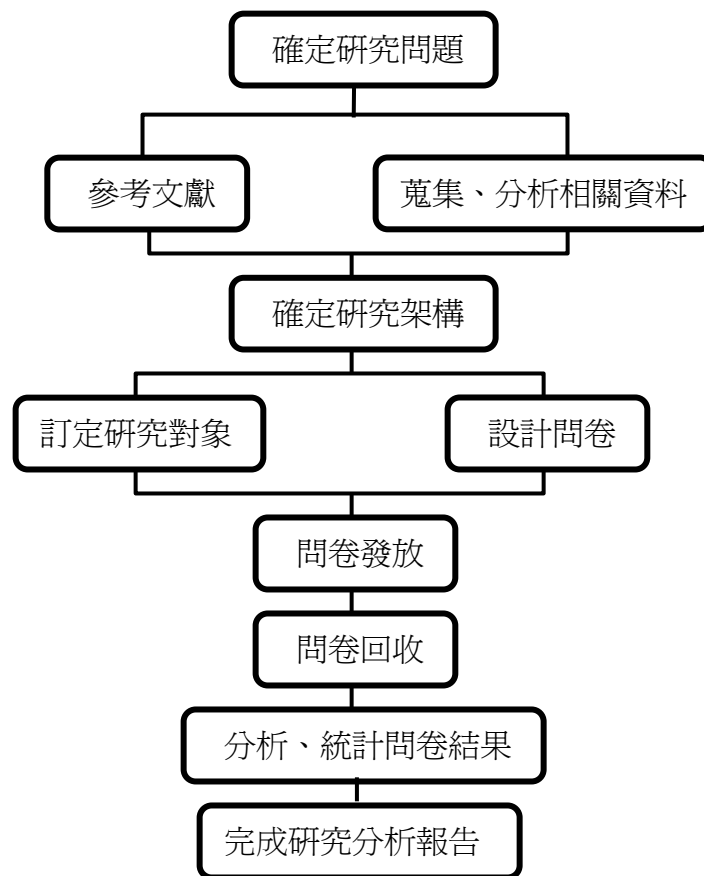 確定研究問題
參考文獻
蒐集、分析相關資料
確定研究架構
訂定研究對象
設計問卷
問卷發放
問卷回收
分析、統計問卷結果
完成研究分析報告